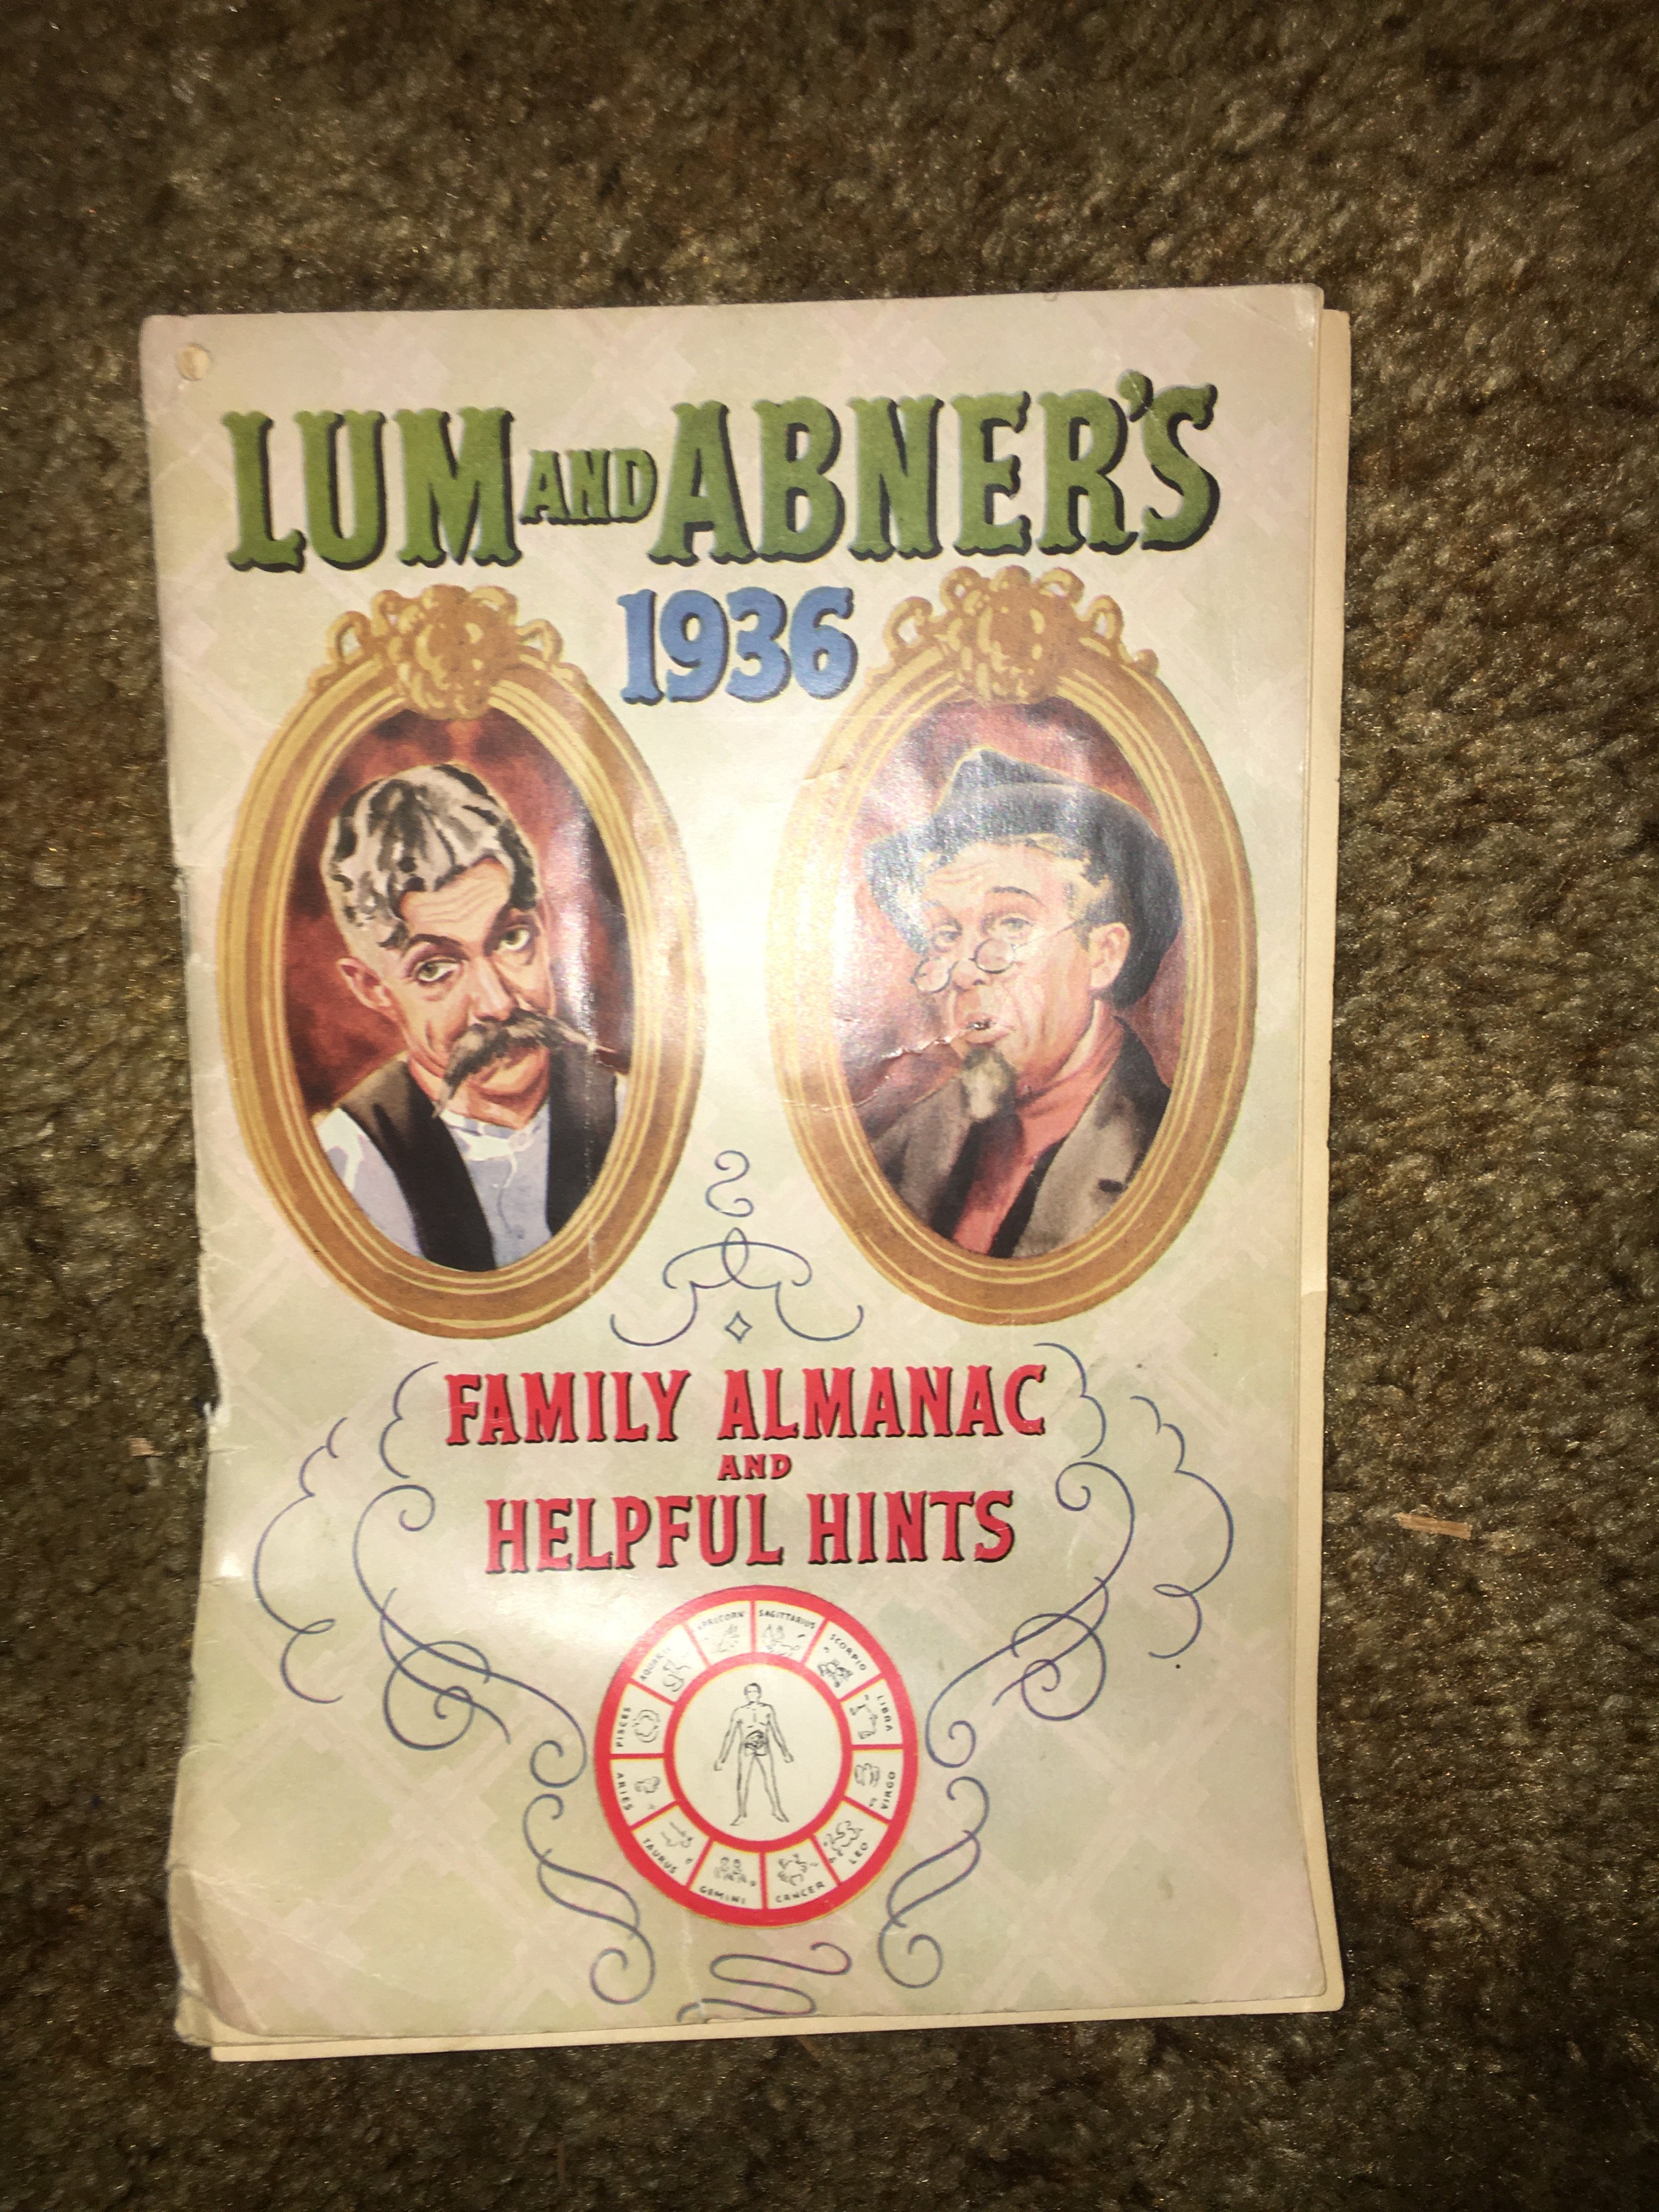 LUM AND ABNER'S
1936
FAMILY ALMANAC
AND
HELPFUL HINTS
SAGITTARIUS
SCORPIO
LIBRA
VIRGO
LEO
CANCER
GEMINI
TAURUS
ARIES
PISCES